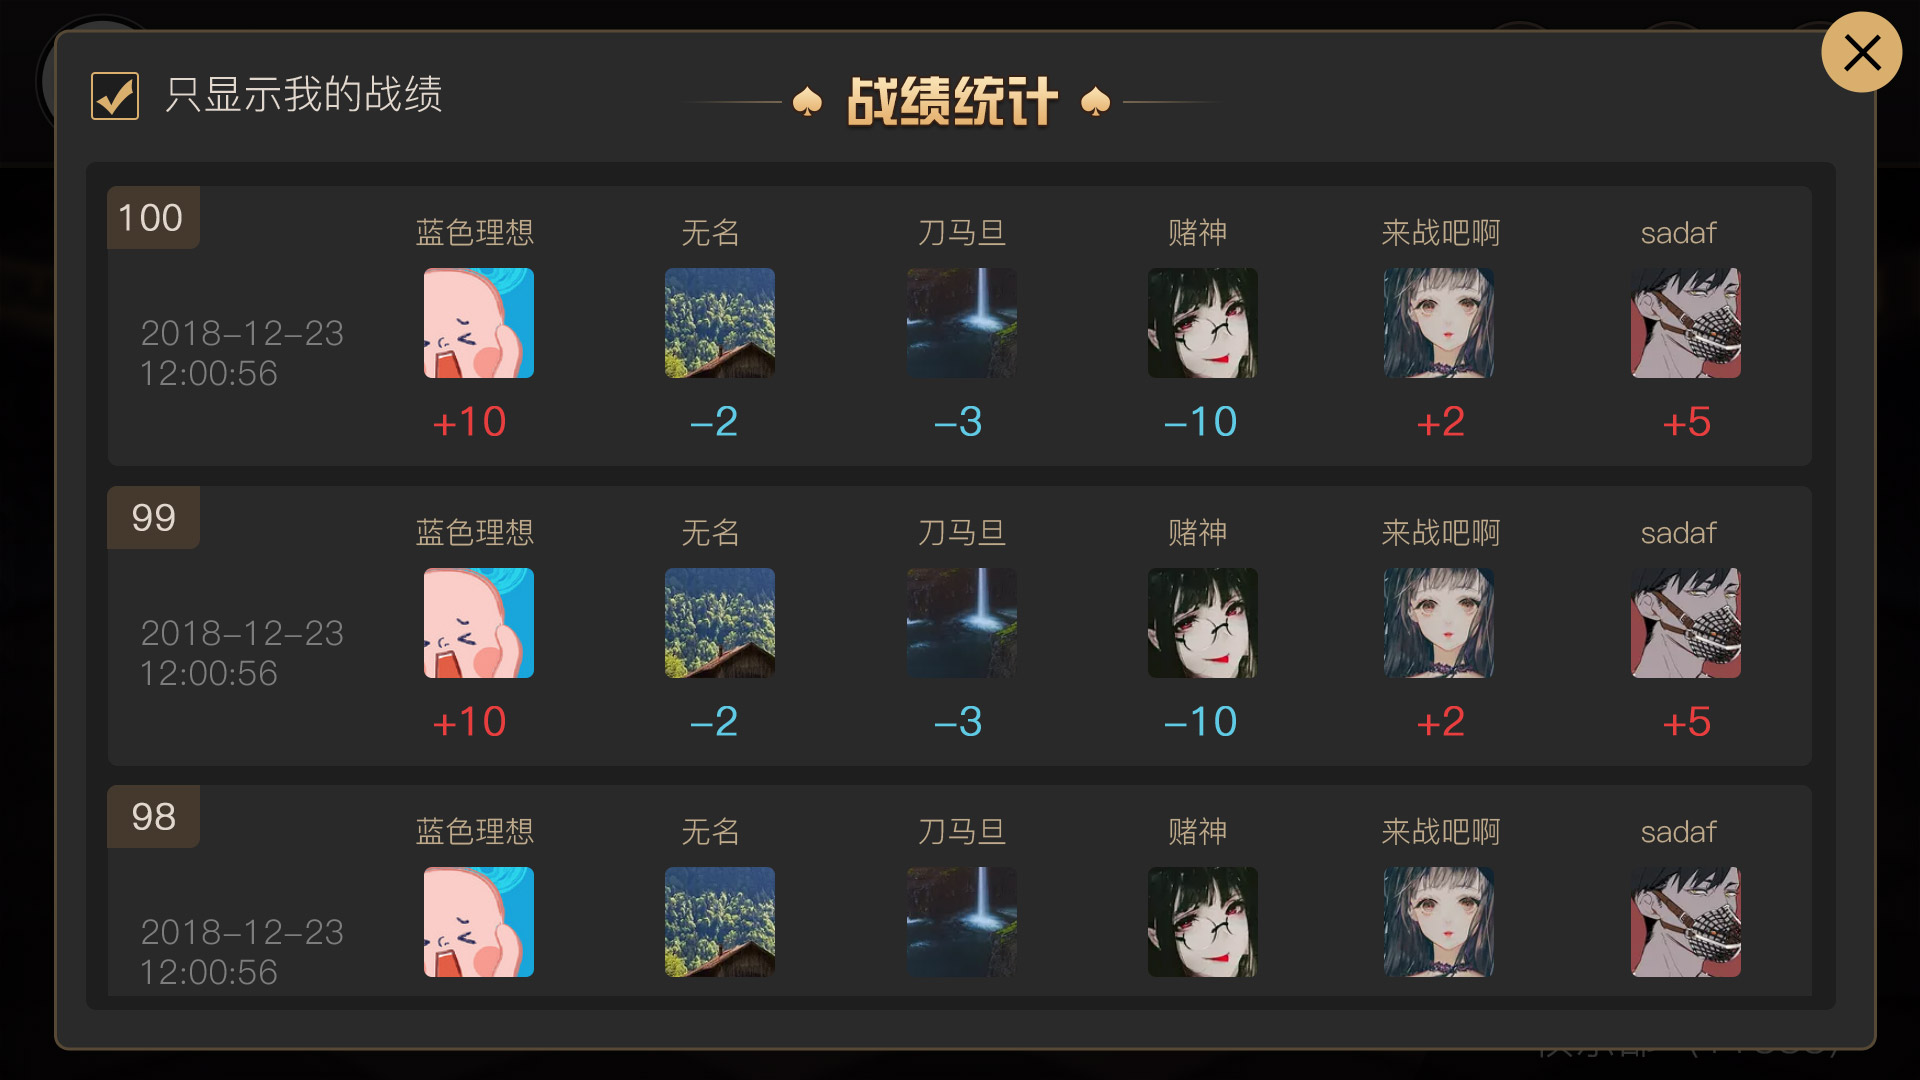 只显示我的战绩
战绩统计
100
蓝色理想 无名 刀马旦 赌神 来战吧啊 sadaf
2018-12-23
12:00:56
+10 -2 -3 -10 +2 +5
99
蓝色理想 无名 刀马旦 赌神 来战吧啊 sadaf
2018-12-23
12:00:56
+10 -2 -3 -10 +2 +5
98
蓝色理想 无名 刀马旦 赌神 来战吧啊 sadaf
2018-12-23
12:00:56